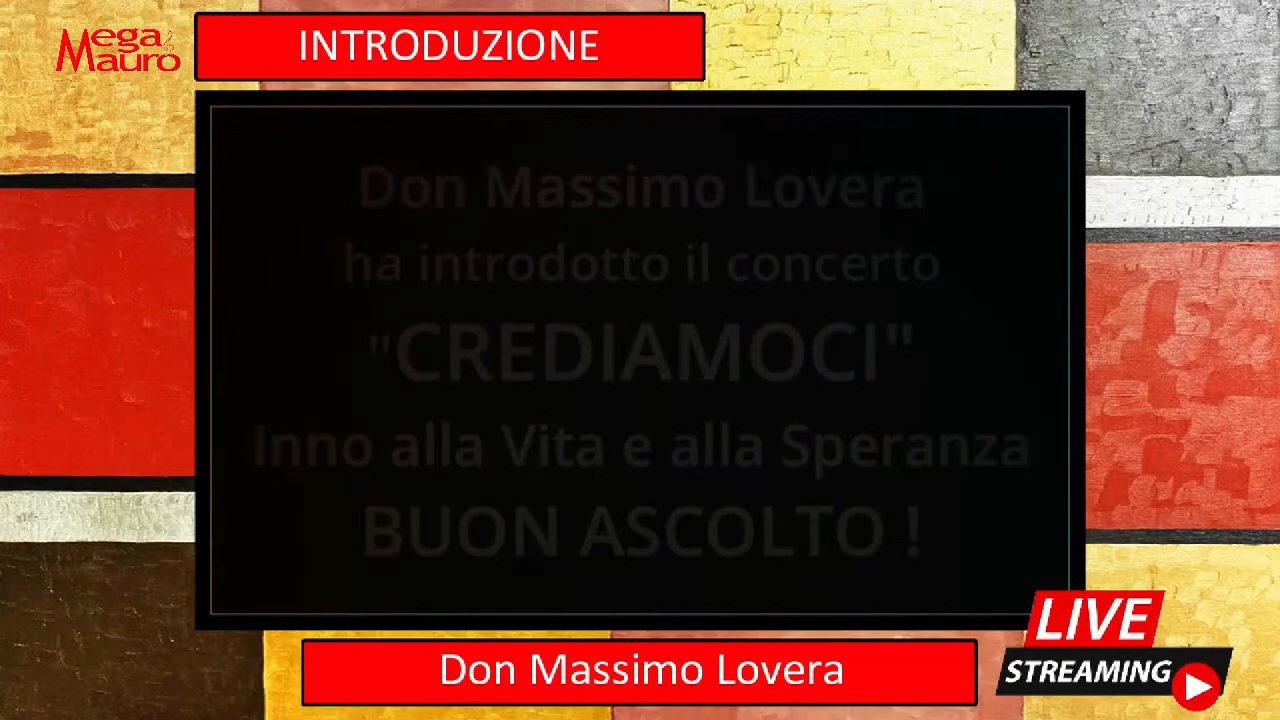 Mega
Mauro
INTRODUZIONE
Don Massimo Lovera
ha introdotto il concerto
"CREDIAMOCI"
Inno alla Vita e alla Speranza
BUON ASCOLTO !
LIVE
STREAMING
Don Massimo Lovera